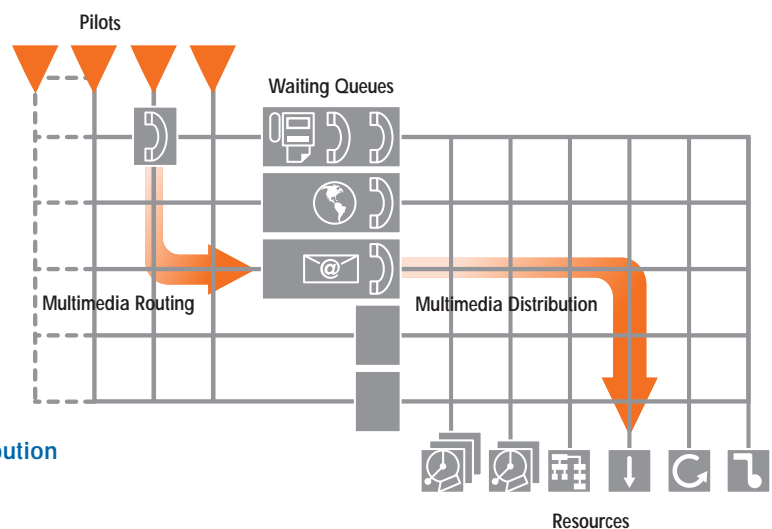 Pilots
Waiting Queues
@
Multimedia Routing
Multimedia Distribution
Resources